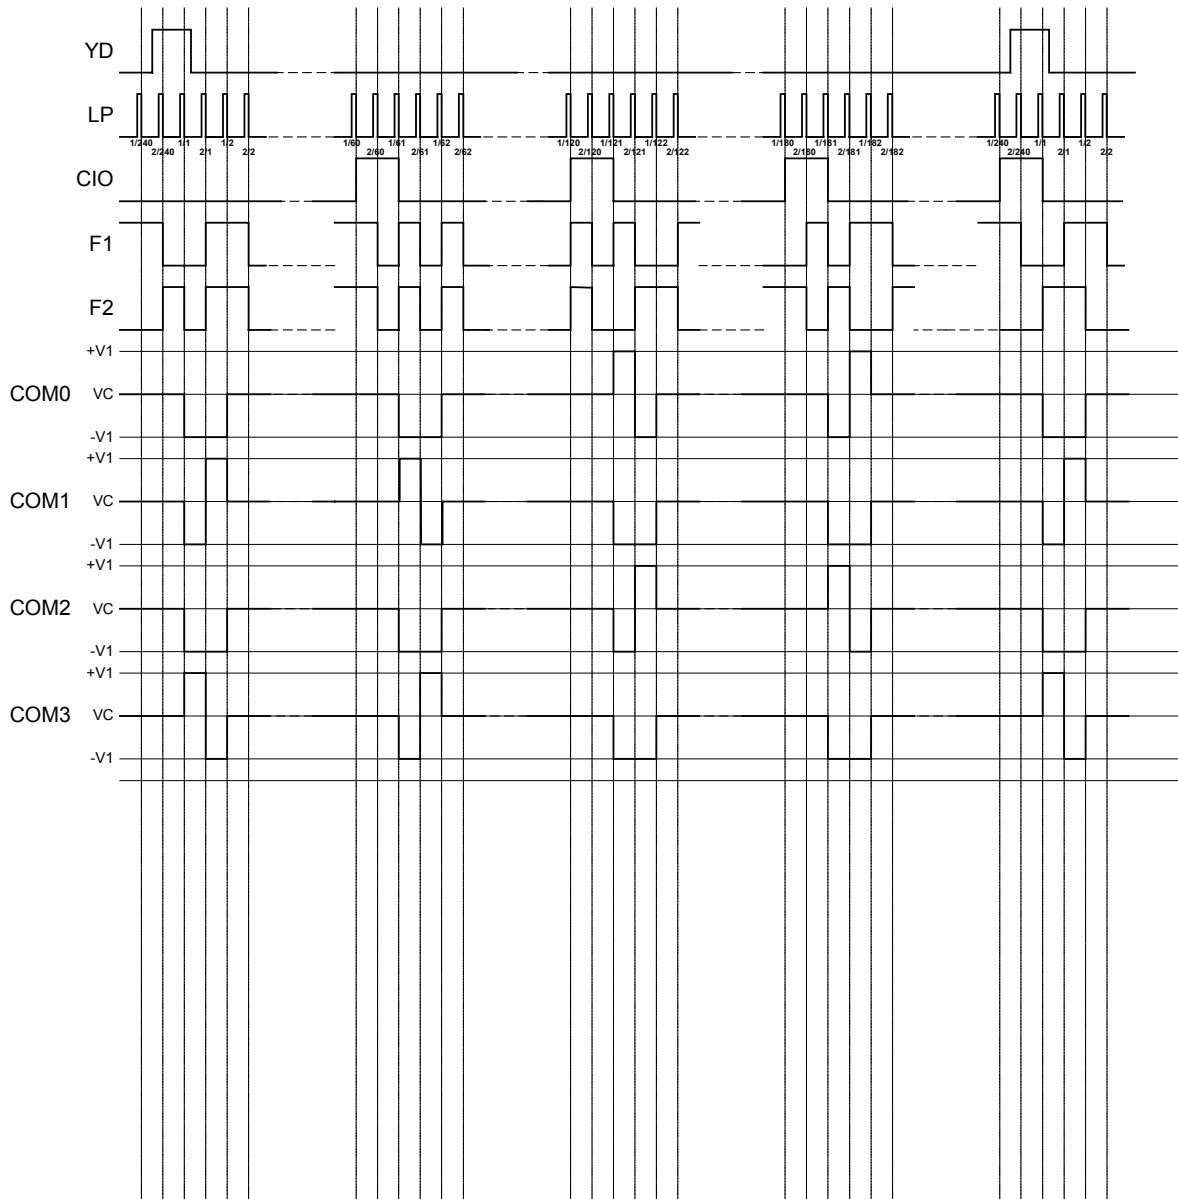 YD
LP
1/240 1/1 1/2 1/60 1/61 1/62 1/120 1/121 1/122 1/180 1/181 1/182 1/240 1/1 1/2
2/240 2/1 2/2 2/60 2/61 2/62 2/120 2/121 2/122 2/180 2/181 2/182 2/240 2/1 2/2
CIO
F1
F2
+V1
COM0 VC
-V1
+V1
COM1 VC
-V1
+V1
COM2 VC
-V1
+V1
COM3 VC
-V1